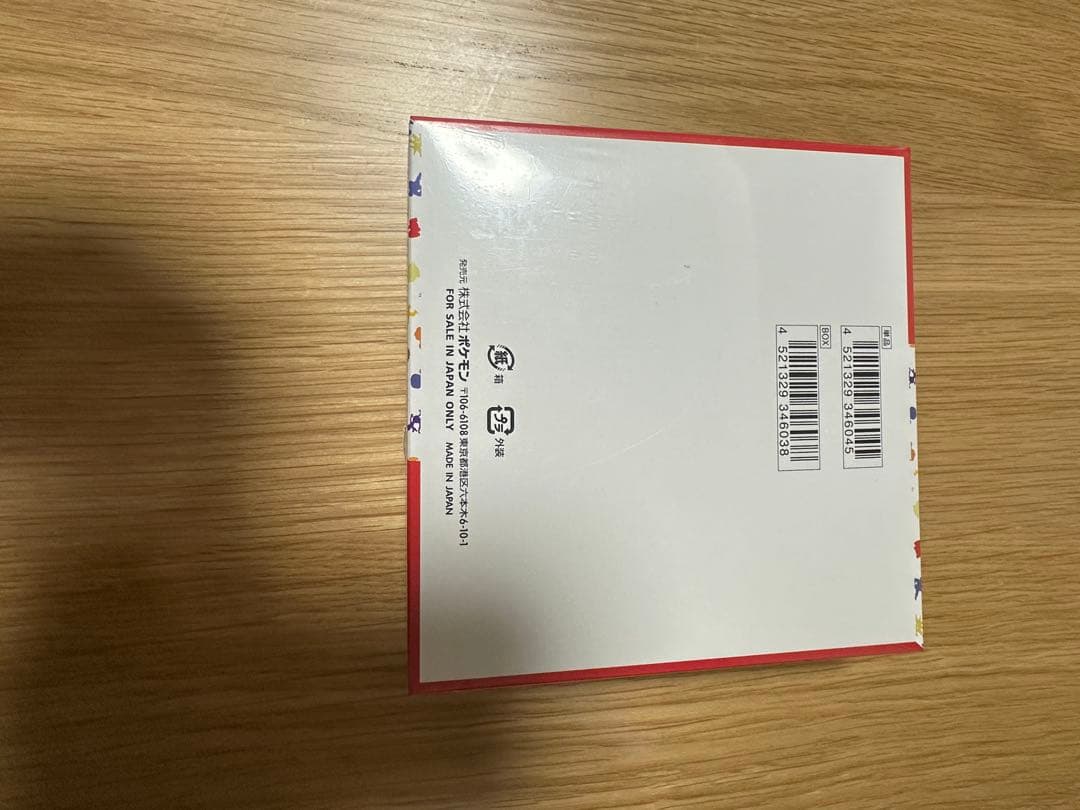 単品
4 521329 346045
BOX
4 521329 346038
紙 箱
プラ 外装
発売元 株式会社 ポケモン 〒106-6108 東京都港区六本木6-10-1
FOR SALE IN JAPAN ONLY MADE IN JAPAN